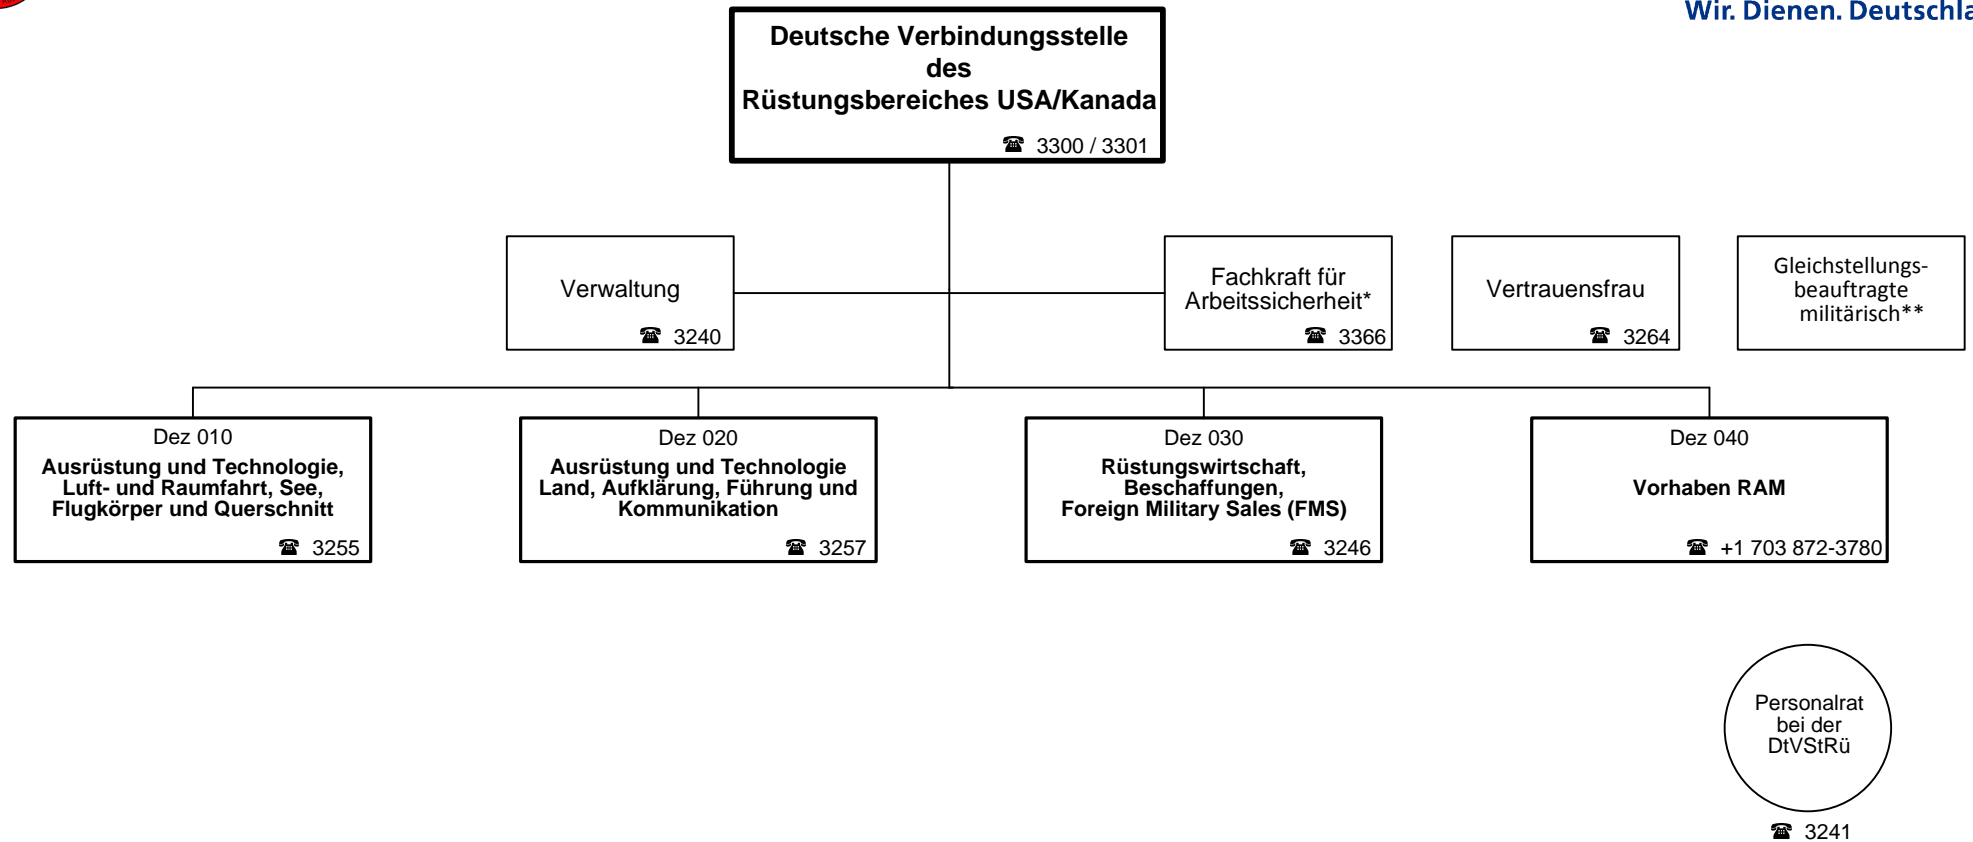 Wir. Dienen. Deutschla
Deutsche Verbindungsstelle
des
Rüstungsbereiches USA/Kanada
☎ 3300 / 3301
Verwaltung
☎ 3240
Fachkraft für
Arbeitssicherheit*
☎ 3366
Vertrauensfrau
☎ 3264
Gleichstellungs-
beauftragte
militärisch**
Dez 010
Ausrüstung und Technologie,
Luft- und Raumfahrt, See,
Flugkörper und Querschnitt
☎ 3255
Dez 020
Ausrüstung und Technologie
Land, Aufklärung, Führung und
Kommunikation
☎ 3257
Dez 030
Rüstungswirtschaft,
Beschaffungen,
Foreign Military Sales (FMS)
☎ 3246
Dez 040
Vorhaben RAM
☎ +1 703 872-3780
Personalrat
bei der
DtVStRü
☎ 3241